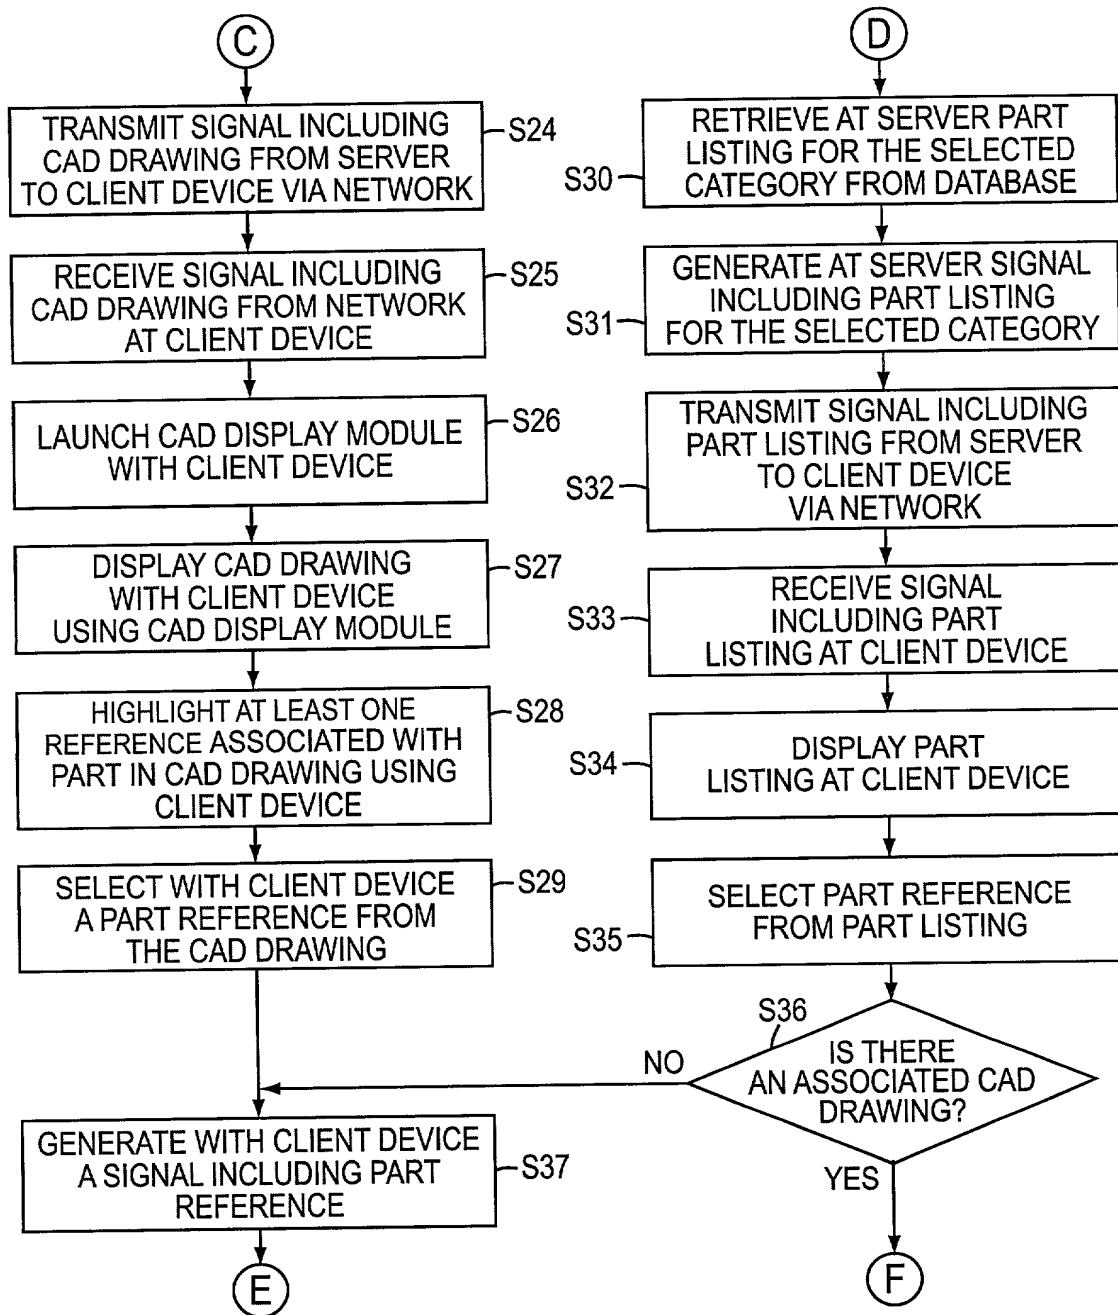 C
TRANSMIT SIGNAL INCLUDING
CAD DRAWING FROM SERVER
TO CLIENT DEVICE VIA NETWORK
S24
RECEIVE SIGNAL INCLUDING
CAD DRAWING FROM NETWORK
AT CLIENT DEVICE
S25
LAUNCH CAD DISPLAY MODULE
WITH CLIENT DEVICE
S26
DISPLAY CAD DRAWING
WITH CLIENT DEVICE
USING CAD DISPLAY MODULE
S27
HIGHLIGHT AT LEAST ONE
REFERENCE ASSOCIATED WITH
PART IN CAD DRAWING USING
CLIENT DEVICE
S28
SELECT WITH CLIENT DEVICE
A PART REFERENCE FROM
THE CAD DRAWING
S29
GENERATE WITH CLIENT DEVICE
A SIGNAL INCLUDING PART
REFERENCE
S37
E
D
RETRIEVE AT SERVER PART
LISTING FOR THE SELECTED
CATEGORY FROM DATABASE
S30
GENERATE AT SERVER SIGNAL
INCLUDING PART LISTING
FOR THE SELECTED CATEGORY
S31
TRANSMIT SIGNAL INCLUDING
PART LISTING FROM SERVER
TO CLIENT DEVICE
VIA NETWORK
S32
RECEIVE SIGNAL
INCLUDING PART
LISTING AT CLIENT DEVICE
S33
DISPLAY PART
LISTING AT CLIENT DEVICE
S34
SELECT PART REFERENCE
FROM PART LISTING
S35
S36
IS THERE
AN ASSOCIATED CAD
DRAWING?
NO
YES
F